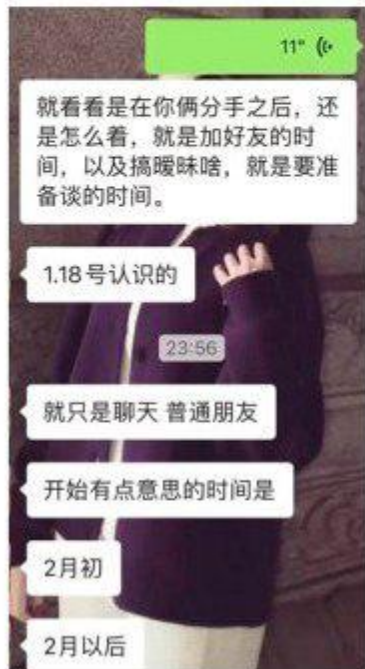 11"
就看看是在你俩分手之后，还
是怎么着，就是加好友的时
间，以及搞暧昧啥，就是要准
备谈的时间。
1.18号认识的
23:56
就只是聊天 普通朋友
开始有点意思的时间是
2月初
2月以后